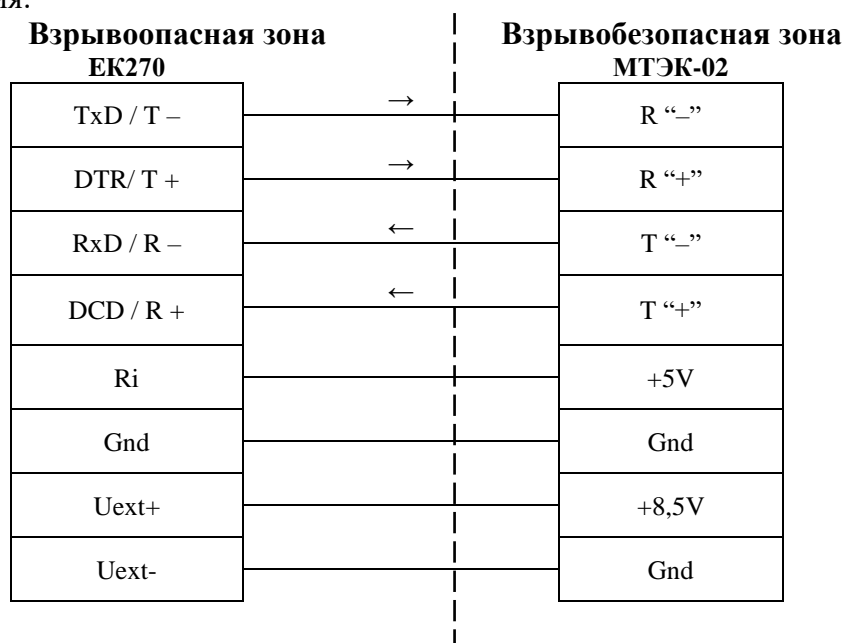 Взрывоопасная зона Взрывобезопасная зона
ЕК270 МТЭК-02
TxD / T – → R “–”
DTR/ T + → R “+”
RxD / R – ← T “–”
DCD / R + ← T “+”
Ri +5V
Gnd Gnd
Uext+ +8,5V
Uext- Gnd